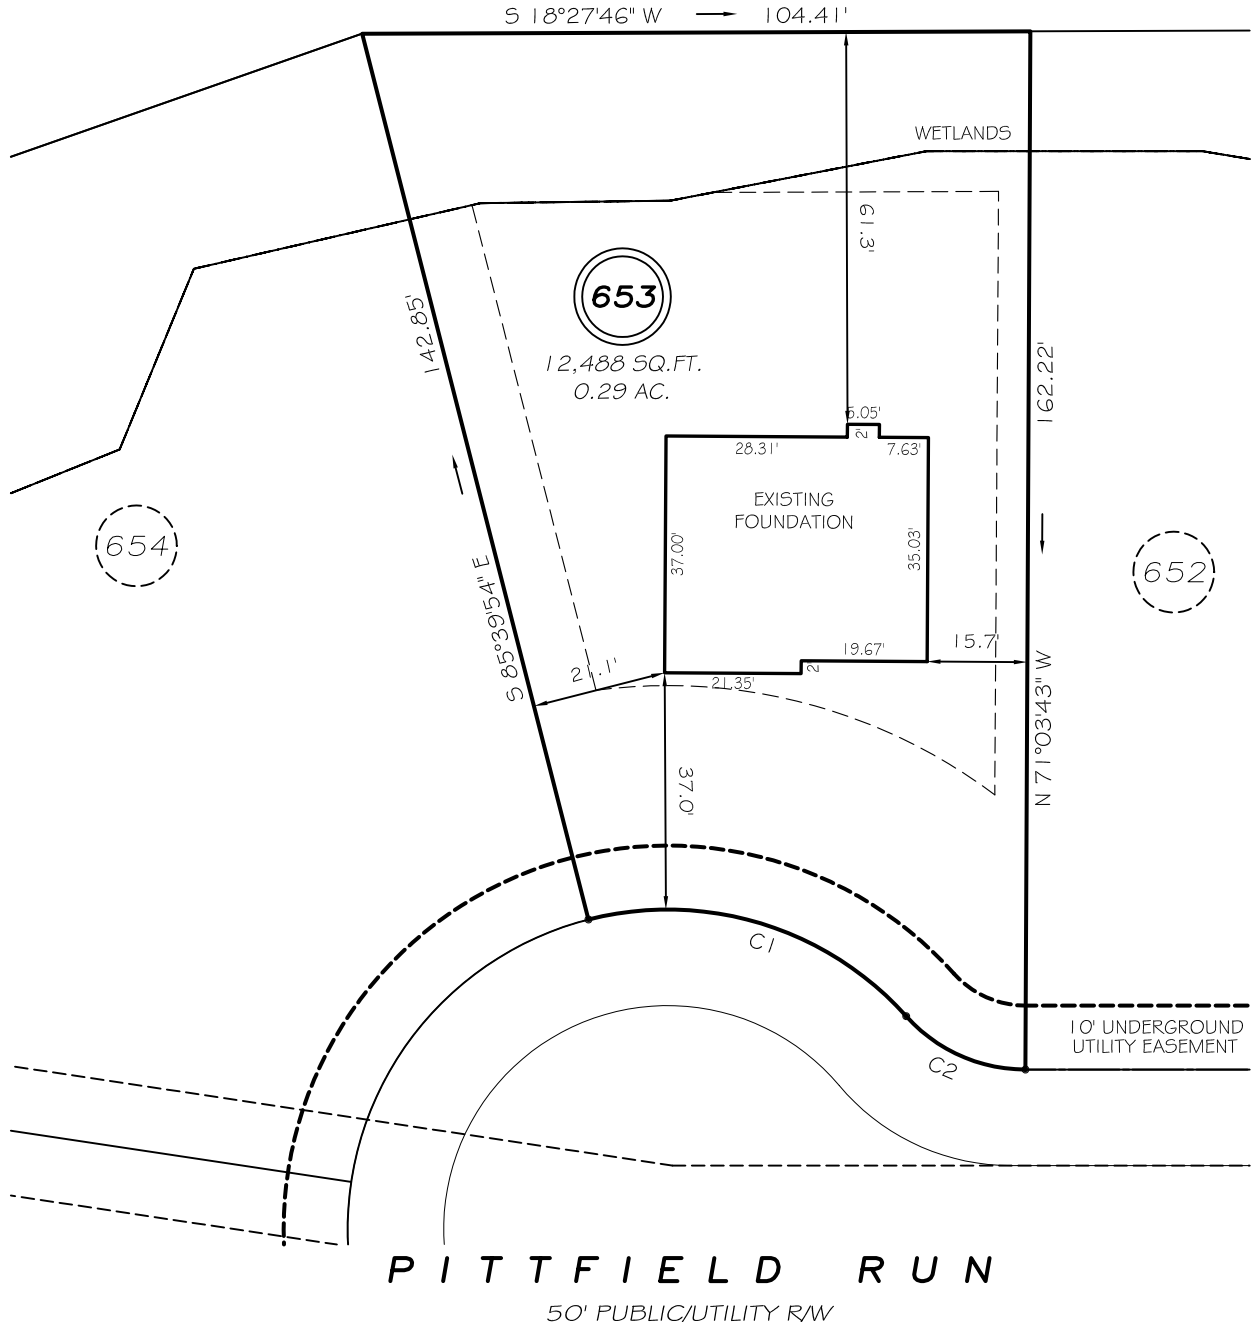 S 18°27'46" W 104.41'
WETLANDS
61.3'
653
12,488 SQ.FT.
0.29 AC.
142.85'
162.22'
5.05'
2'
28.31'
7.63'
EXISTING
FOUNDATION
37.00'
35.03'
654
652
S 85°39'54" E
19.67'
15.7'
2'
21.1'
21.35'
N 71°03'43" W
37.0'
C1
C2
10' UNDERGROUND
UTILITY EASEMENT
PITTFIELD RUN
50' PUBLIC/UTILITY R/W